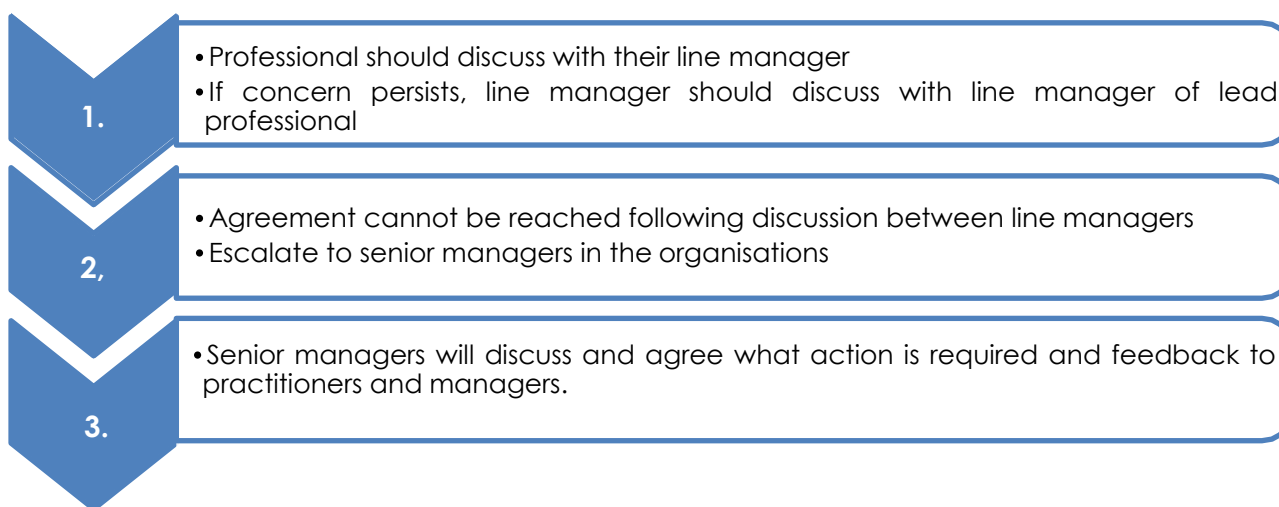 1.
•Professional should discuss with their line manager
•If concern persists, line manager should discuss with line manager of lead
professional
2,
•Agreement cannot be reached following discussion between line managers
•Escalate to senior managers in the organisations
3.
•Senior managers will discuss and agree what action is required and feedback to
practitioners and managers.